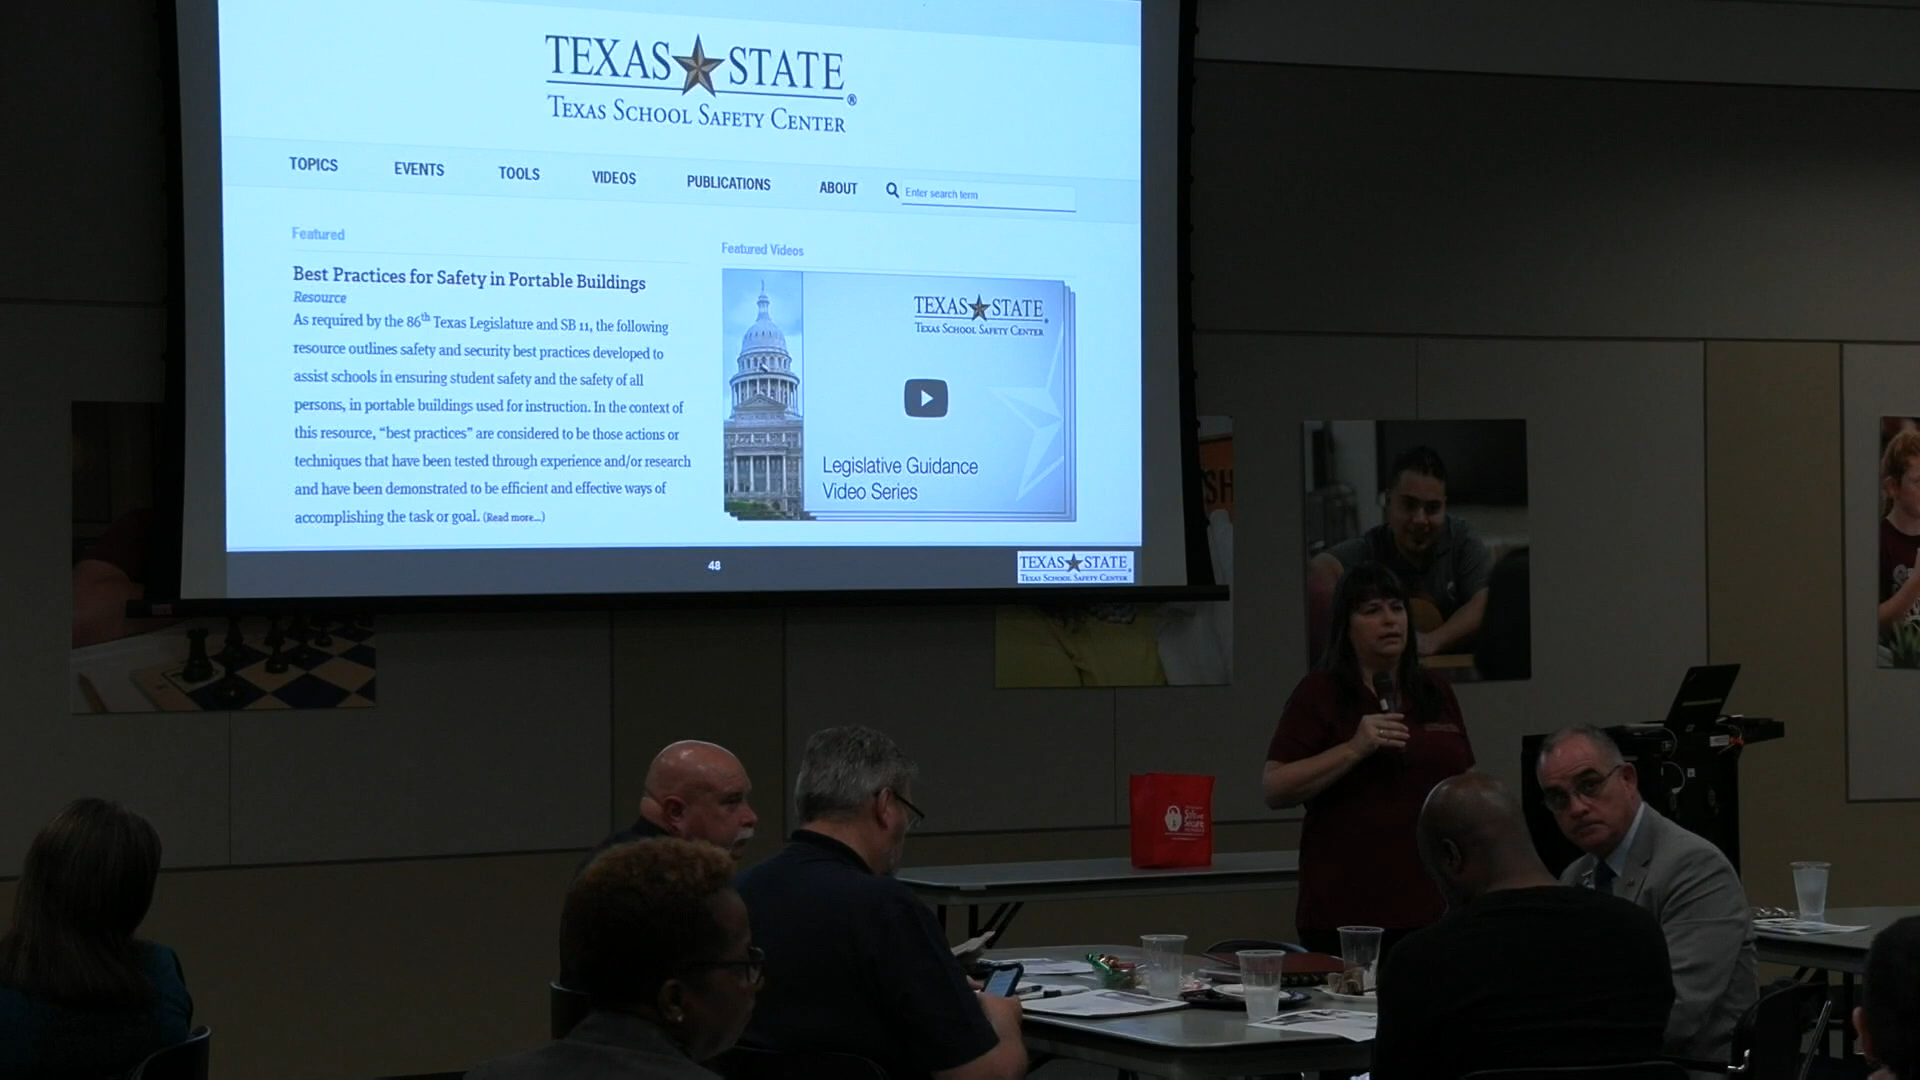 TEXAS STATE®
TEXAS SCHOOL SAFETY CENTER
TOPICS EVENTS TOOLS VIDEOS PUBLICATIONS ABOUT Enter search term
Featured
Best Practices for Safety in Portable Buildings
Resource
As required by the 86th Texas Legislature and SB 11, the following
resource outlines safety and security best practices developed to
assist schools in ensuring student safety and the safety of all
persons, in portable buildings used for instruction. In the context of
this resource, “best practices” are considered to be those actions or
techniques that have been tested through experience and/or research
and have been demonstrated to be efficient and effective ways of
accomplishing the task or goal. (Read more...)
Featured Videos
TEXAS STATE®
TEXAS SCHOOL SAFETY CENTER
Legislative Guidance
Video Series
48
TEXAS STATE®
TEXAS SCHOOL SAFETY CENTER
SH
Safe and
Secure